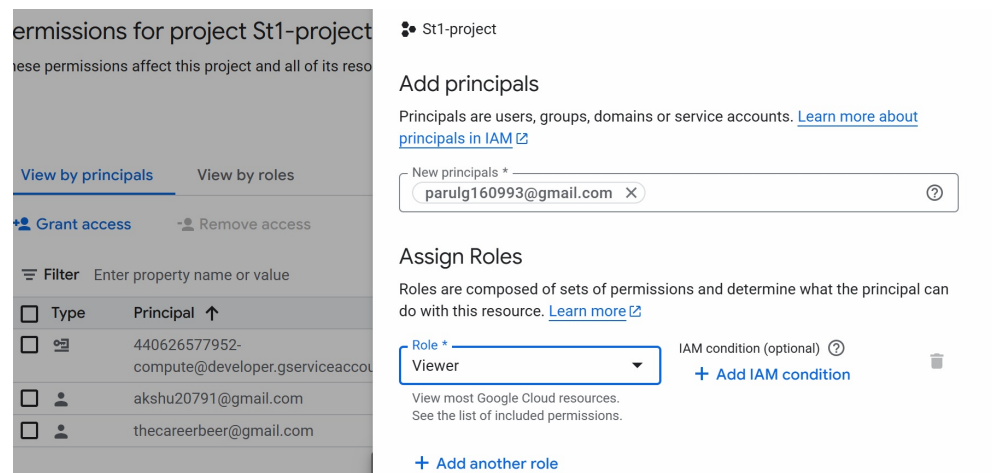 ermissions for project St1-project
ese permissions affect this project and all of its reso
View by principals
View by roles
Grant access
Remove access
Filter Enter property name or value
Type Principal
440626577952-
compute@developer.gserviceaccou
akshu20791@gmail.com
thecareerbeer@gmail.com
St1-project
Add principals
Principals are users, groups, domains or service accounts. Learn more about
principals in IAM
New principals *
parulg160993@gmail.com
Assign Roles
Roles are composed of sets of permissions and determine what the principal can
do with this resource. Learn more
Role *
Viewer
IAM condition (optional)
+ Add IAM condition
View most Google Cloud resources.
See the list of included permissions.
+ Add another role